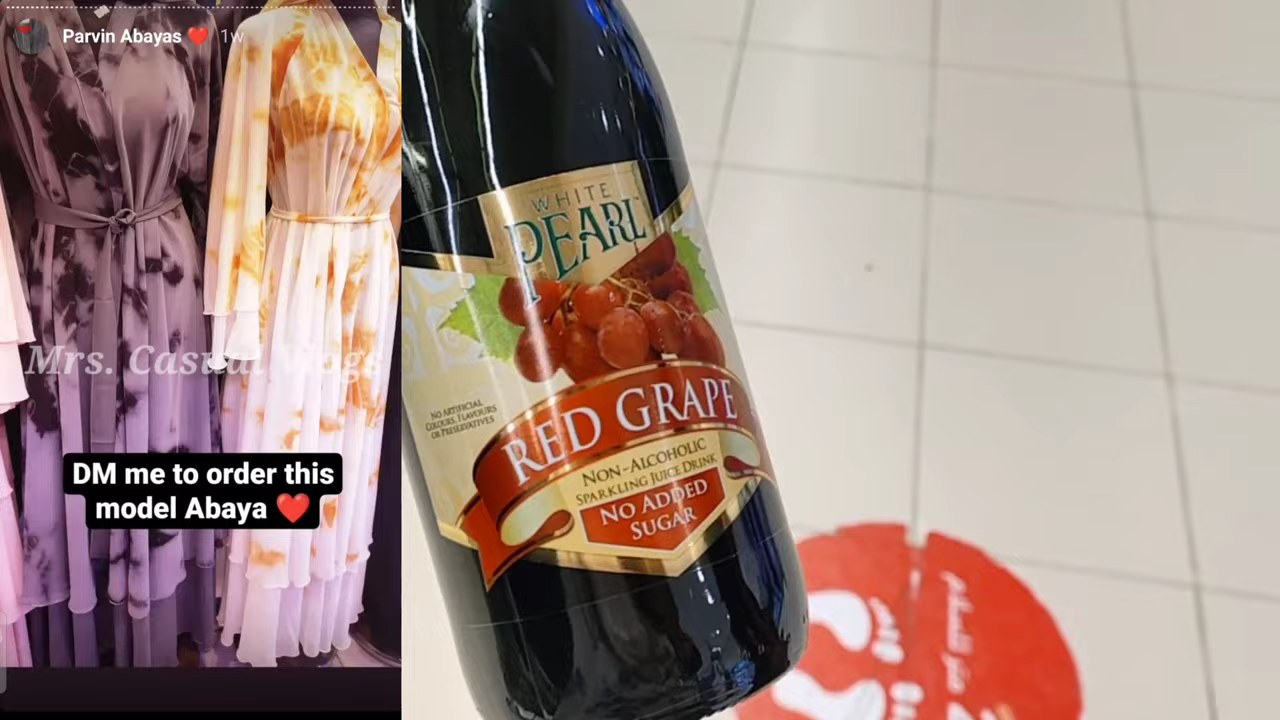 Parvin Abayas ❤️ 1w
Mrs. Casual Vlogs
DM me to order this
model Abaya ❤️
WHITE
PEARL
NO ARTIFICIAL
COLOURS, FLAVOURS
OR PRESERVATIVES
RED GRAPE
NON-ALCOHOLIC
SPARKLING JUICE DRINK
NO ADDED
SUGAR